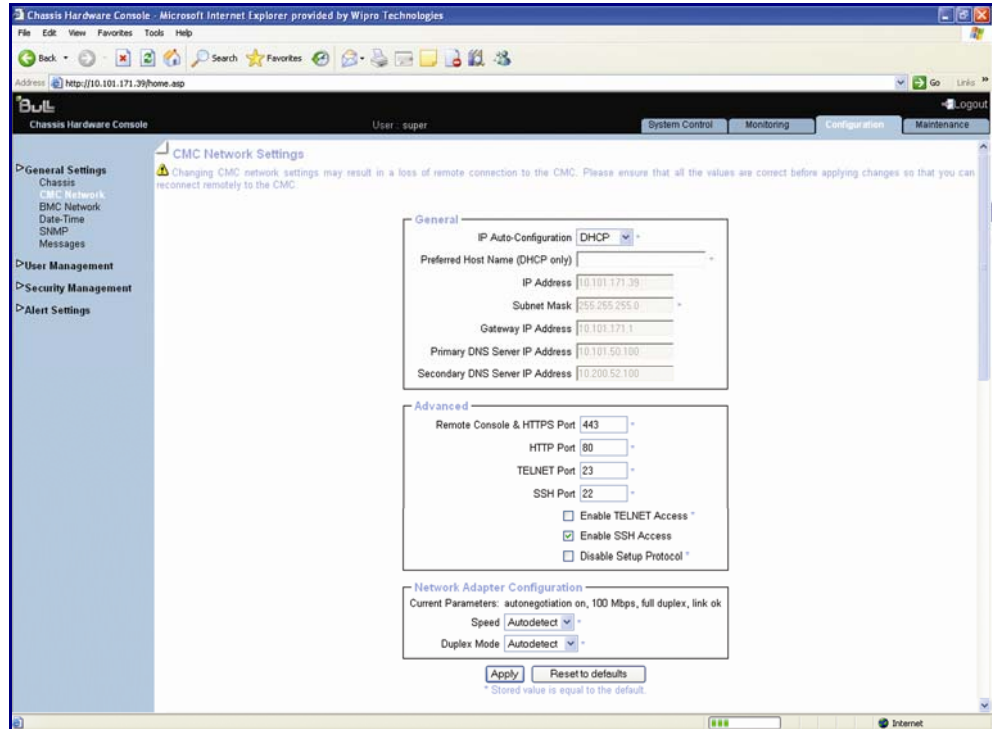 Chassis Hardware Console - Microsoft Internet Explorer provided by Wipro Technologies
File Edit View Favorites Tools Help
Back Search Favorites
Address http://10.101.171.39/home.asp Go Links »
Bull Logout
Chassis Hardware Console User : super System Control Monitoring Configuration Maintenance
General Settings
Chassis
CMC Network
BMC Network
Date-Time
SNMP
Messages
User Management
Security Management
Alert Settings
CMC Network Settings
Changing CMC network settings may result in a loss of remote connection to the CMC. Please ensure that all the values are correct before applying changes so that you can
reconnect remotely to the CMC.
General
IP Auto-Configuration DHCP *
Preferred Host Name (DHCP only) *
IP Address 10.101.171.39
Subnet Mask 255.255.255.0 *
Gateway IP Address 10.101.171.1
Primary DNS Server IP Address 10.101.50.100
Secondary DNS Server IP Address 10.200.52.100
Advanced
Remote Console & HTTPS Port 443 *
HTTP Port 80 *
TELNET Port 23 *
SSH Port 22 *
Enable TELNET Access *
Enable SSH Access
Disable Setup Protocol *
Network Adapter Configuration
Current Parameters: autonegotiation on, 100 Mbps, full duplex, link ok
Speed Autodetect *
Duplex Mode Autodetect *
Apply Reset to defaults
* Stored value is equal to the default.
Internet